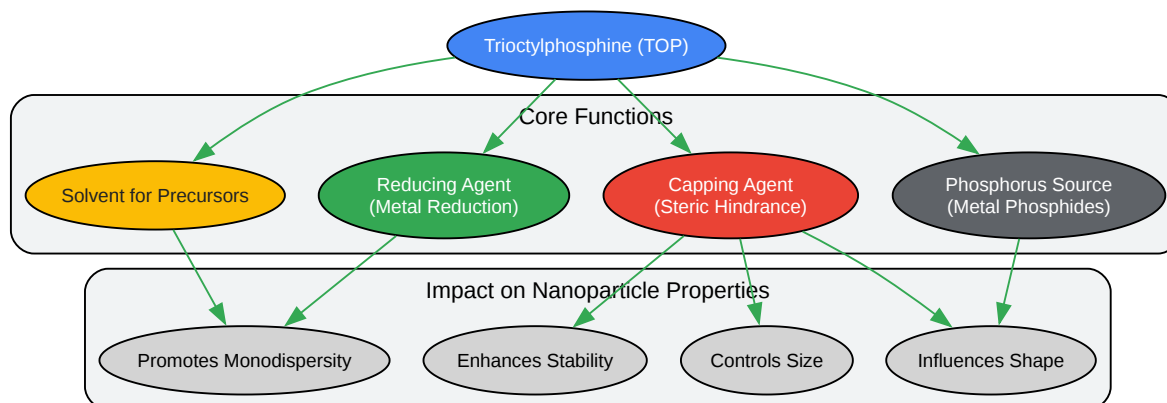 Trioctylphosphine (TOP)
Core Functions
Solvent for Precursors
Reducing Agent
(Metal Reduction)
Capping Agent
(Steric Hindrance)
Phosphorus Source
(Metal Phosphides)
Impact on Nanoparticle Properties
Promotes Monodispersity
Enhances Stability
Controls Size
Influences Shape